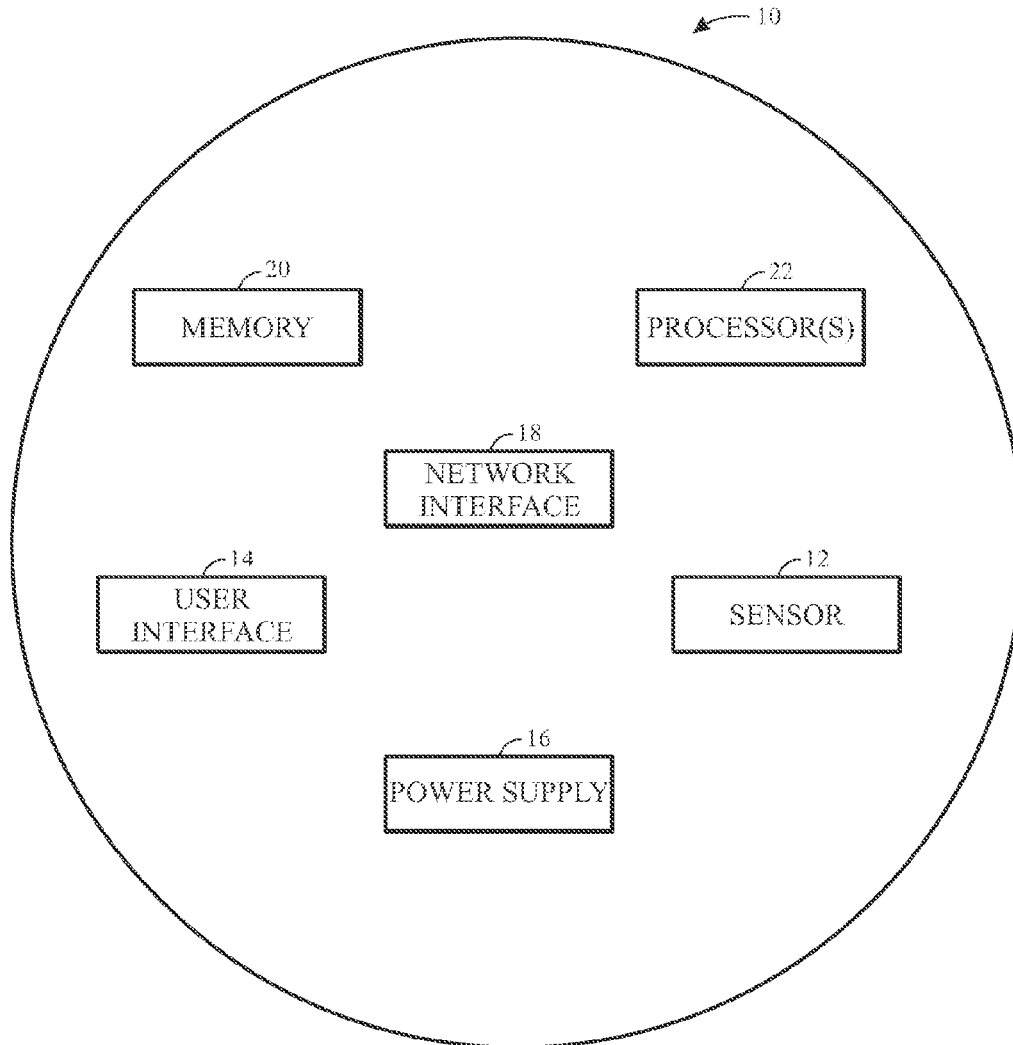 10
20
22
MEMORY
PROCESSOR(S)
18
NETWORK
INTERFACE
14
12
USER
INTERFACE
SENSOR
16
POWER SUPPLY